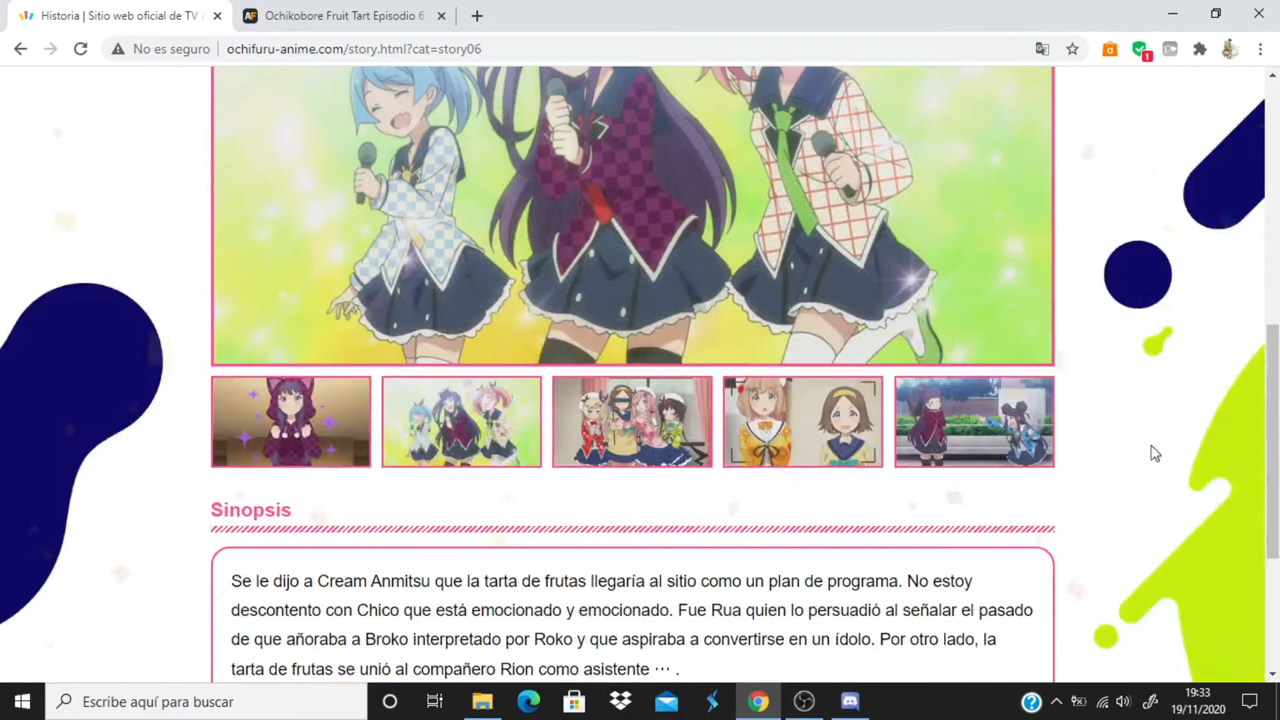 Historia | Sitio web oficial de TV A
Ochikobore Fruit Tart Episodio 6
No es seguro
ochifuru-anime.com/story.html?cat=story06
1
Sinopsis
Se le dijo a Cream Anmitsu que la tarta de frutas llegaría al sitio como un plan de programa. No estoy
descontento con Chico que está emocionado y emocionado. Fue Rua quien lo persuadió al señalar el pasado
de que añoraba a Broko interpretado por Roko y que aspiraba a convertirse en un ídolo. Por otro lado, la
tarta de frutas se unió al compañero Rion como asistente ··· .
Escribe aquí para buscar
19:33
19/11/2020